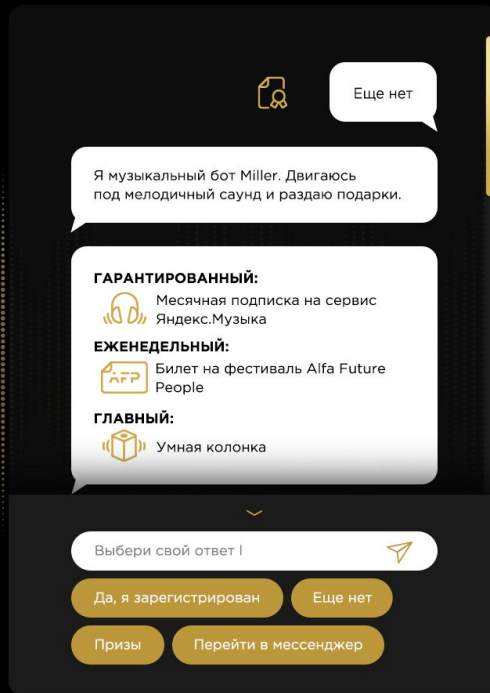 Еще нет
Я музыкальный бот Miller. Двигаюсь
под мелодичный саунд и раздаю подарки.
ГАРАНТИРОВАННЫЙ:
Месячная подписка на сервис
Яндекс.Музыка
ЕЖЕНЕДЕЛЬНЫЙ:
AFP
Билет на фестиваль Alfa Future
People
ГЛАВНЫЙ:
Умная колонка
Выбери свой ответ
Да, я зарегистрирован
Еще нет
Призы
Перейти в мессенджер